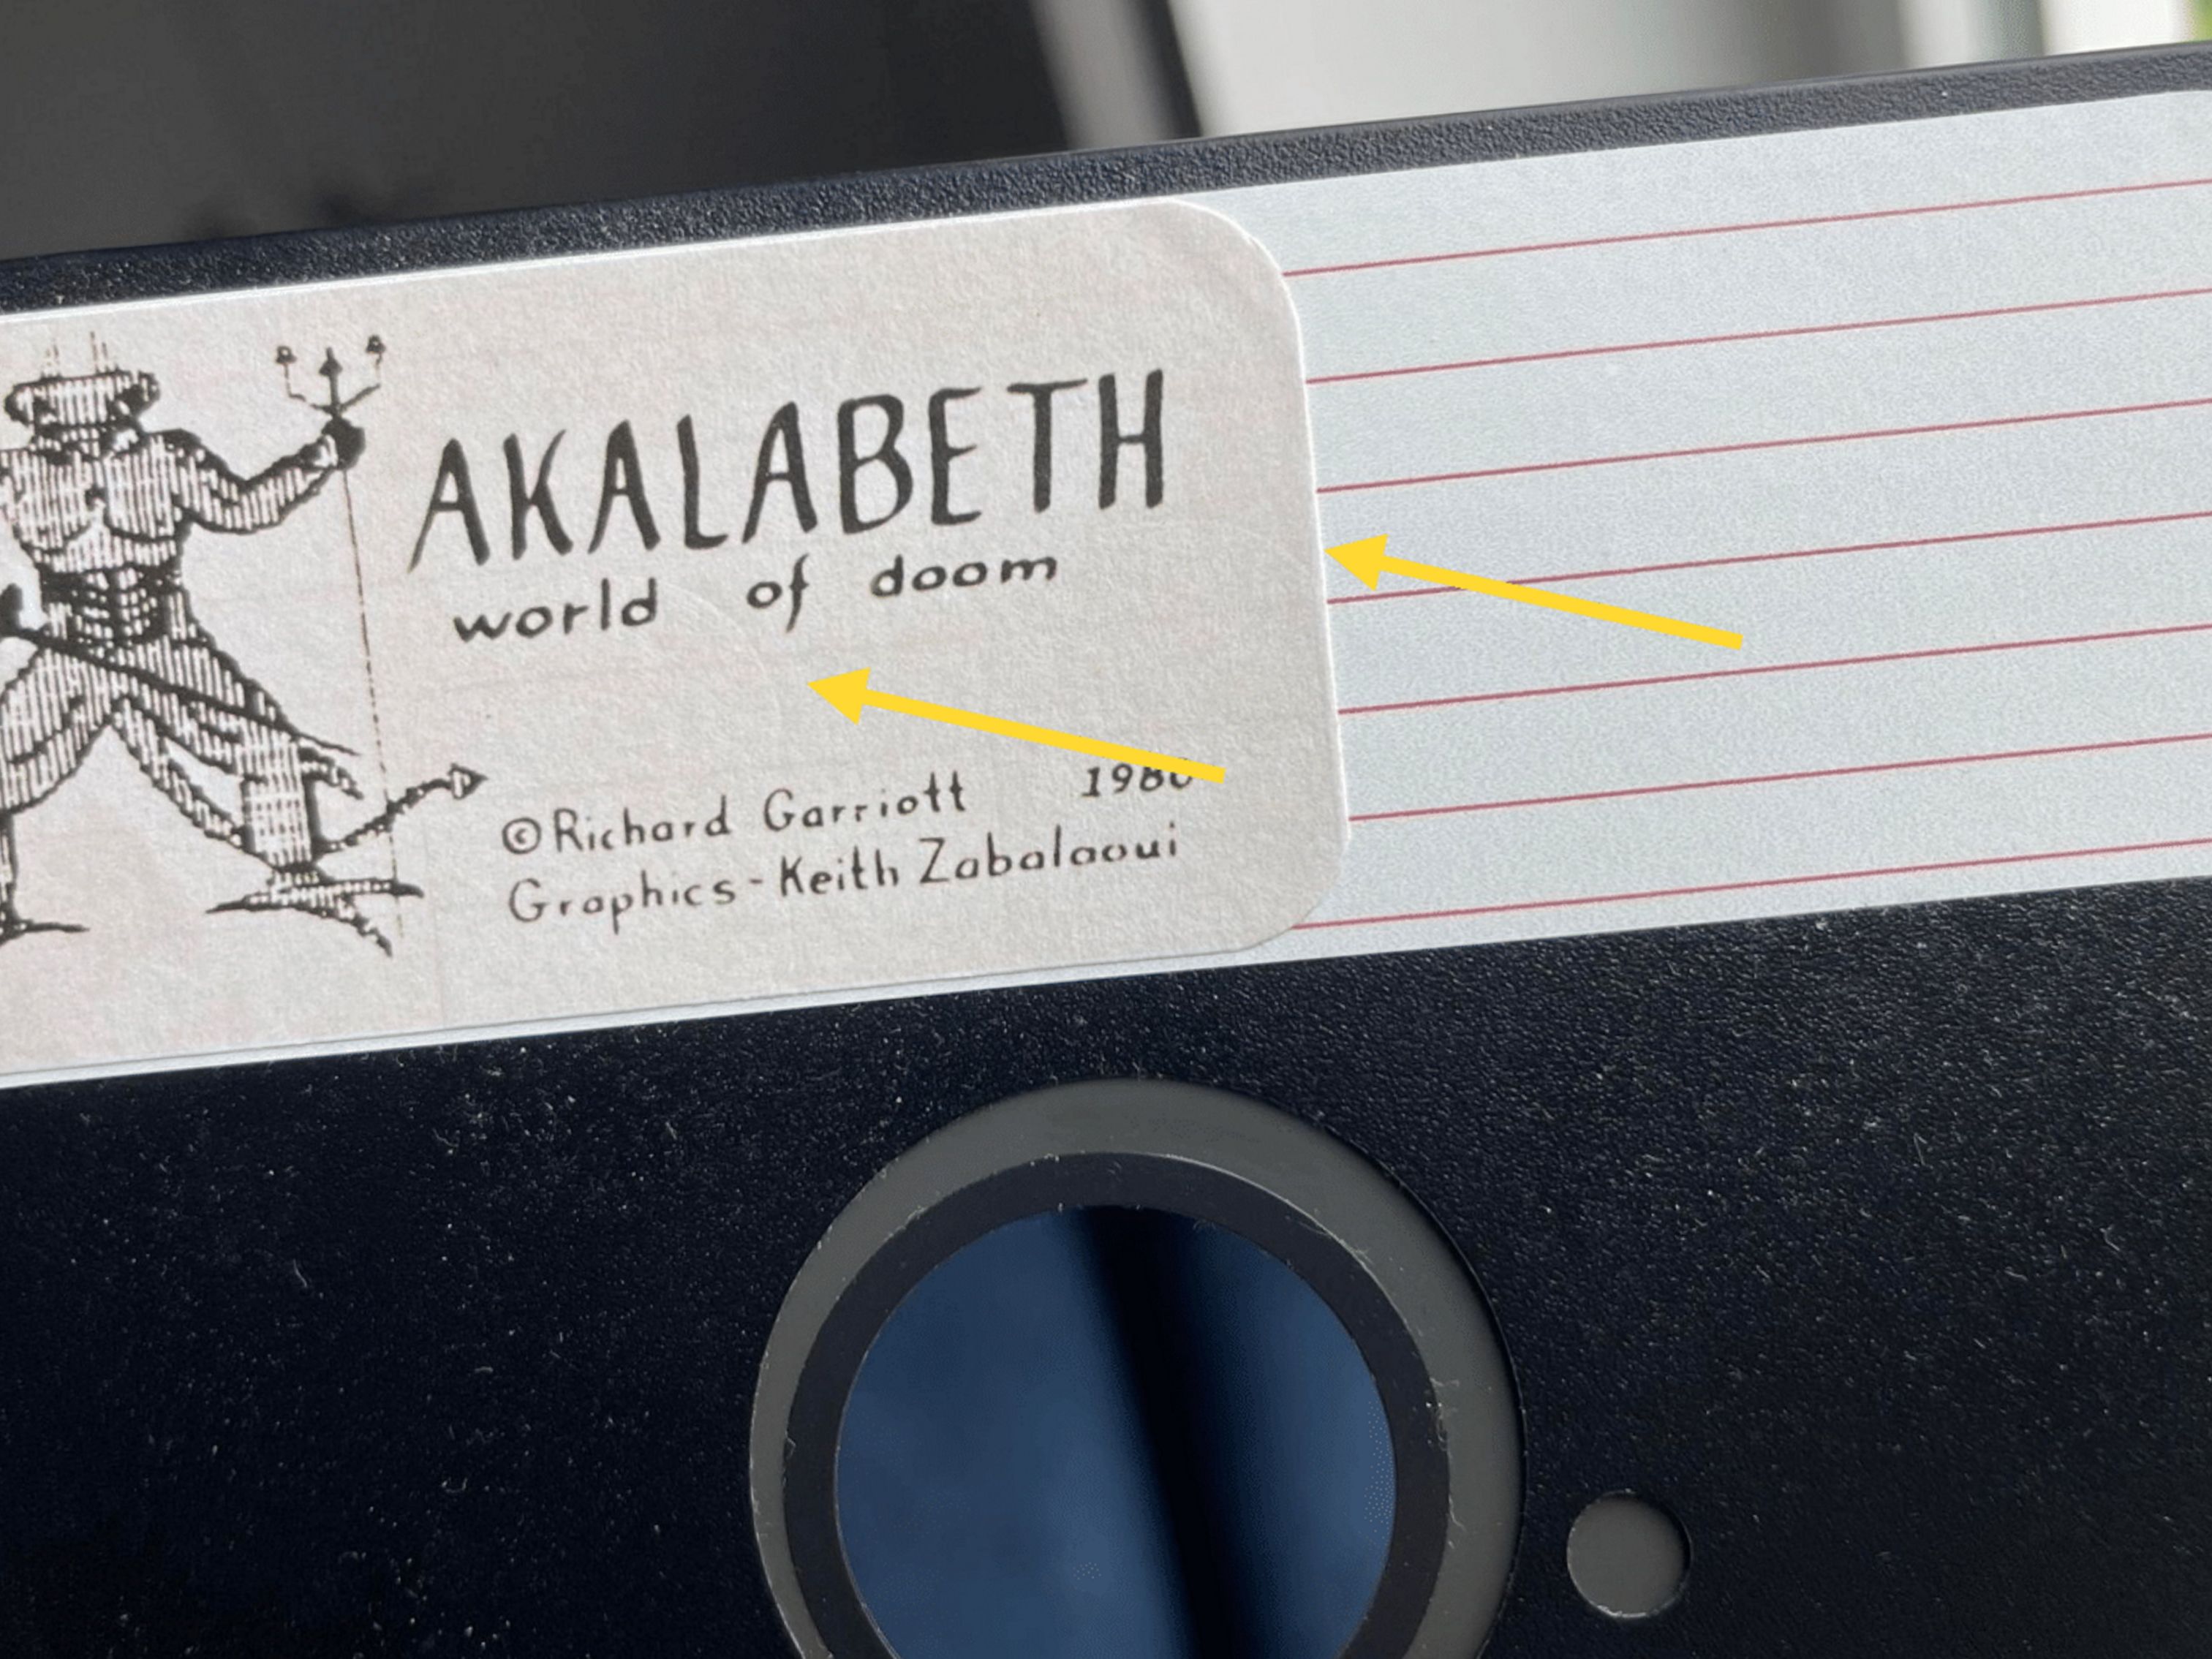 AKALABETH
world of doom
©Richard Garriott 1980
Graphics - Keith Zabalaoui